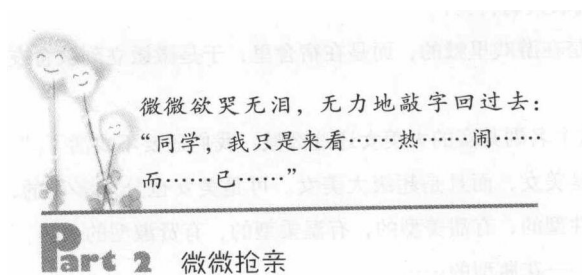 微微欲哭无泪，无力地敲字回过去：
“同学，我只是来看……热……闹……
而……已……”
Part 2 微微抢亲